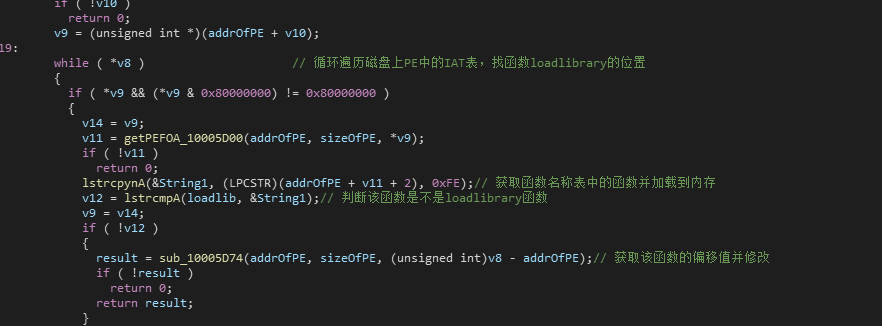 if ( !v10 )
return 0;
v9 = (unsigned int *)(addrOfPE + v10);
19:
while ( *v8 ) // 循环遍历磁盘上PE中的IAT表，找函数loadlibrary的位置
{
if ( *v9 && (*v9 & 0x80000000) != 0x80000000 )
{
v14 = v9;
v11 = getPEFOA_10005D00(addrOfPE, sizeOfPE, *v9);
if ( !v11 )
return 0;
lstrcpynA(&String1, (LPCSTR)(addrOfPE + v11 + 2), 0xFE);// 获取函数名称表中的函数并加载到内存
v12 = lstrcmpA(loadlib, &String1);// 判断该函数是不是loadlibrary函数
v9 = v14;
if ( !v12 )
{
result = sub_10005D74(addrOfPE, sizeOfPE, (unsigned int)v8 - addrOfPE);// 获取该函数的偏移值并修改
if ( !result )
return 0;
return result;
}